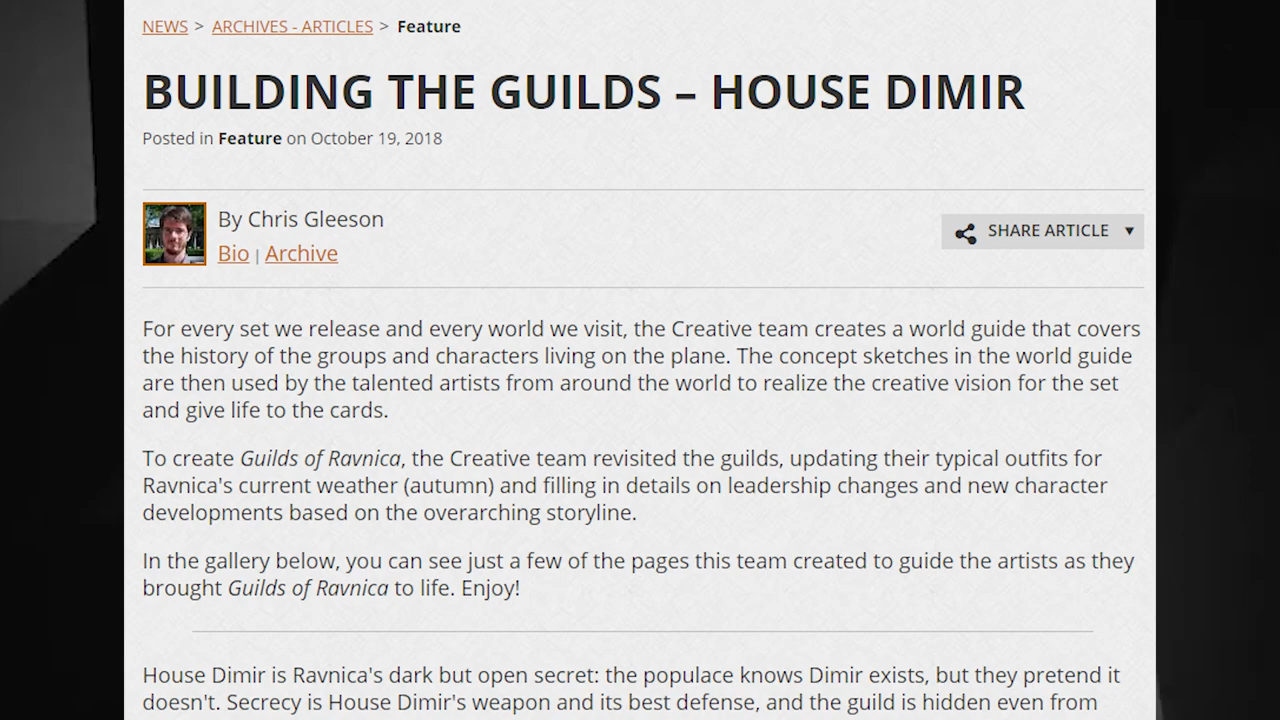 NEWS > ARCHIVES - ARTICLES > Feature
BUILDING THE GUILDS – HOUSE DIMIR
Posted in Feature on October 19, 2018
By Chris Gleeson
Bio | Archive
SHARE ARTICLE ▼
For every set we release and every world we visit, the Creative team creates a world guide that covers
the history of the groups and characters living on the plane. The concept sketches in the world guide
are then used by the talented artists from around the world to realize the creative vision for the set
and give life to the cards.
To create Guilds of Ravnica, the Creative team revisited the guilds, updating their typical outfits for
Ravnica's current weather (autumn) and filling in details on leadership changes and new character
developments based on the overarching storyline.
In the gallery below, you can see just a few of the pages this team created to guide the artists as they
brought Guilds of Ravnica to life. Enjoy!
House Dimir is Ravnica's dark but open secret: the populace knows Dimir exists, but they pretend it
doesn't. Secrecy is House Dimir's weapon and its best defense, and the guild is hidden even from